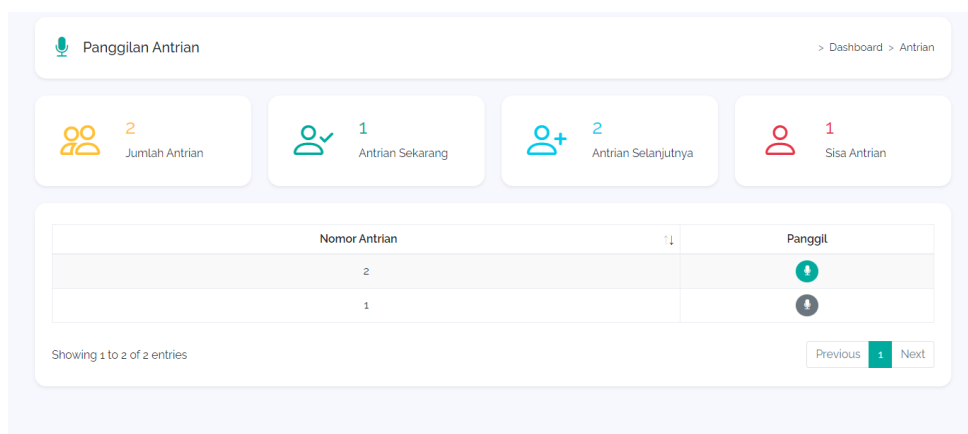 Panggilan Antrian
> Dashboard > Antrian
2
Jumlah Antrian
1
Antrian Sekarang
2
Antrian Selanjutnya
1
Sisa Antrian
Nomor Antrian Panggil
2
1
Showing 1 to 2 of 2 entries
Previous 1 Next